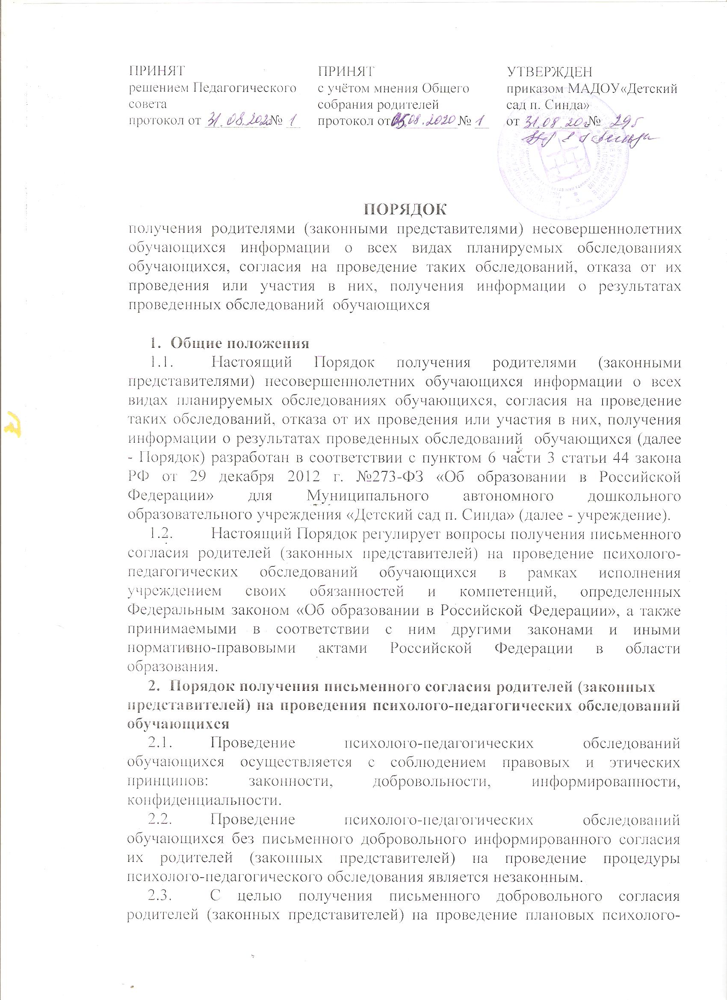 ПРИНЯТ
решением Педагогического
совета
протокол от 31.08.2020 № 1
ПРИНЯТ
с учётом мнения Общего
собрания родителей
протокол от 08.2020 № 1
УТВЕРЖДЕН
приказом МАДОУ«Детский
сад п. Синда»
от 31.08.20 №
ПОРЯДОК
получения родителями (законными представителями) несовершеннолетних
обучающихся информации о всех видах планируемых обследованиях
обучающихся, согласия на проведение таких обследований, отказа от их
проведения или участия в них, получения информации о результатах
проведенных обследований обучающихся
1. Общие положения
1.1. Настоящий Порядок получения родителями (законными
представителями) несовершеннолетних обучающихся информации о всех
видах планируемых обследованиях обучающихся, согласия на проведение
таких обследований, отказа от их проведения или участия в них, получения
информации о результатах проведенных обследований обучающихся (далее
- Порядок) разработан в соответствии с пунктом 6 части 3 статьи 44 закона
РФ от 29 декабря 2012 г. №273-ФЗ «Об образовании в Российской
Федерации» для Муниципального автономного дошкольного
образовательного учреждения «Детский сад п. Синда» (далее - учреждение).
1.2. Настоящий Порядок регулирует вопросы получения письменного
согласия родителей (законных представителей) на проведение психолого-
педагогических обследований обучающихся в рамках исполнения
учреждением своих обязанностей и компетенций, определенных
Федеральным законом «Об образовании в Российской Федерации», а также
принимаемыми в соответствии с ним другими законами и иными
нормативно-правовыми актами Российской Федерации в области
образования.
2. Порядок получения письменного согласия родителей (законных
представителей) на проведения психолого-педагогических обследований
обучающихся
2.1. Проведение психолого-педагогических обследований
обучающихся осуществляется с соблюдением правовых и этических
принципов: законности, добровольности, информированности,
конфиденциальности.
2.2. Проведение психолого-педагогических обследований
обучающихся без письменного добровольного информированного согласия
их родителей (законных представителей) на проведение процедуры
психолого-педагогического обследования является незаконным.
2.3. С целью получения письменного добровольного согласия
родителей (законных представителей) на проведение плановых психолого-